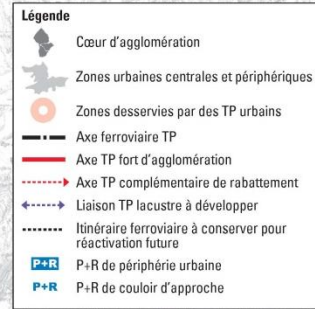 Légende
Cœur d'agglomération
Zones urbaines centrales et périphériques
Zones desservies par des TP urbains
Axe ferroviaire TP
Axe TP fort d'agglomération
Axe TP complémentaire de rabattement
Liaison TP lacustre à développer
Itinéraire ferroviaire à conserver pour
réactivation future
P+R P+R de périphérie urbaine
P+R P+R de couloir d'approche